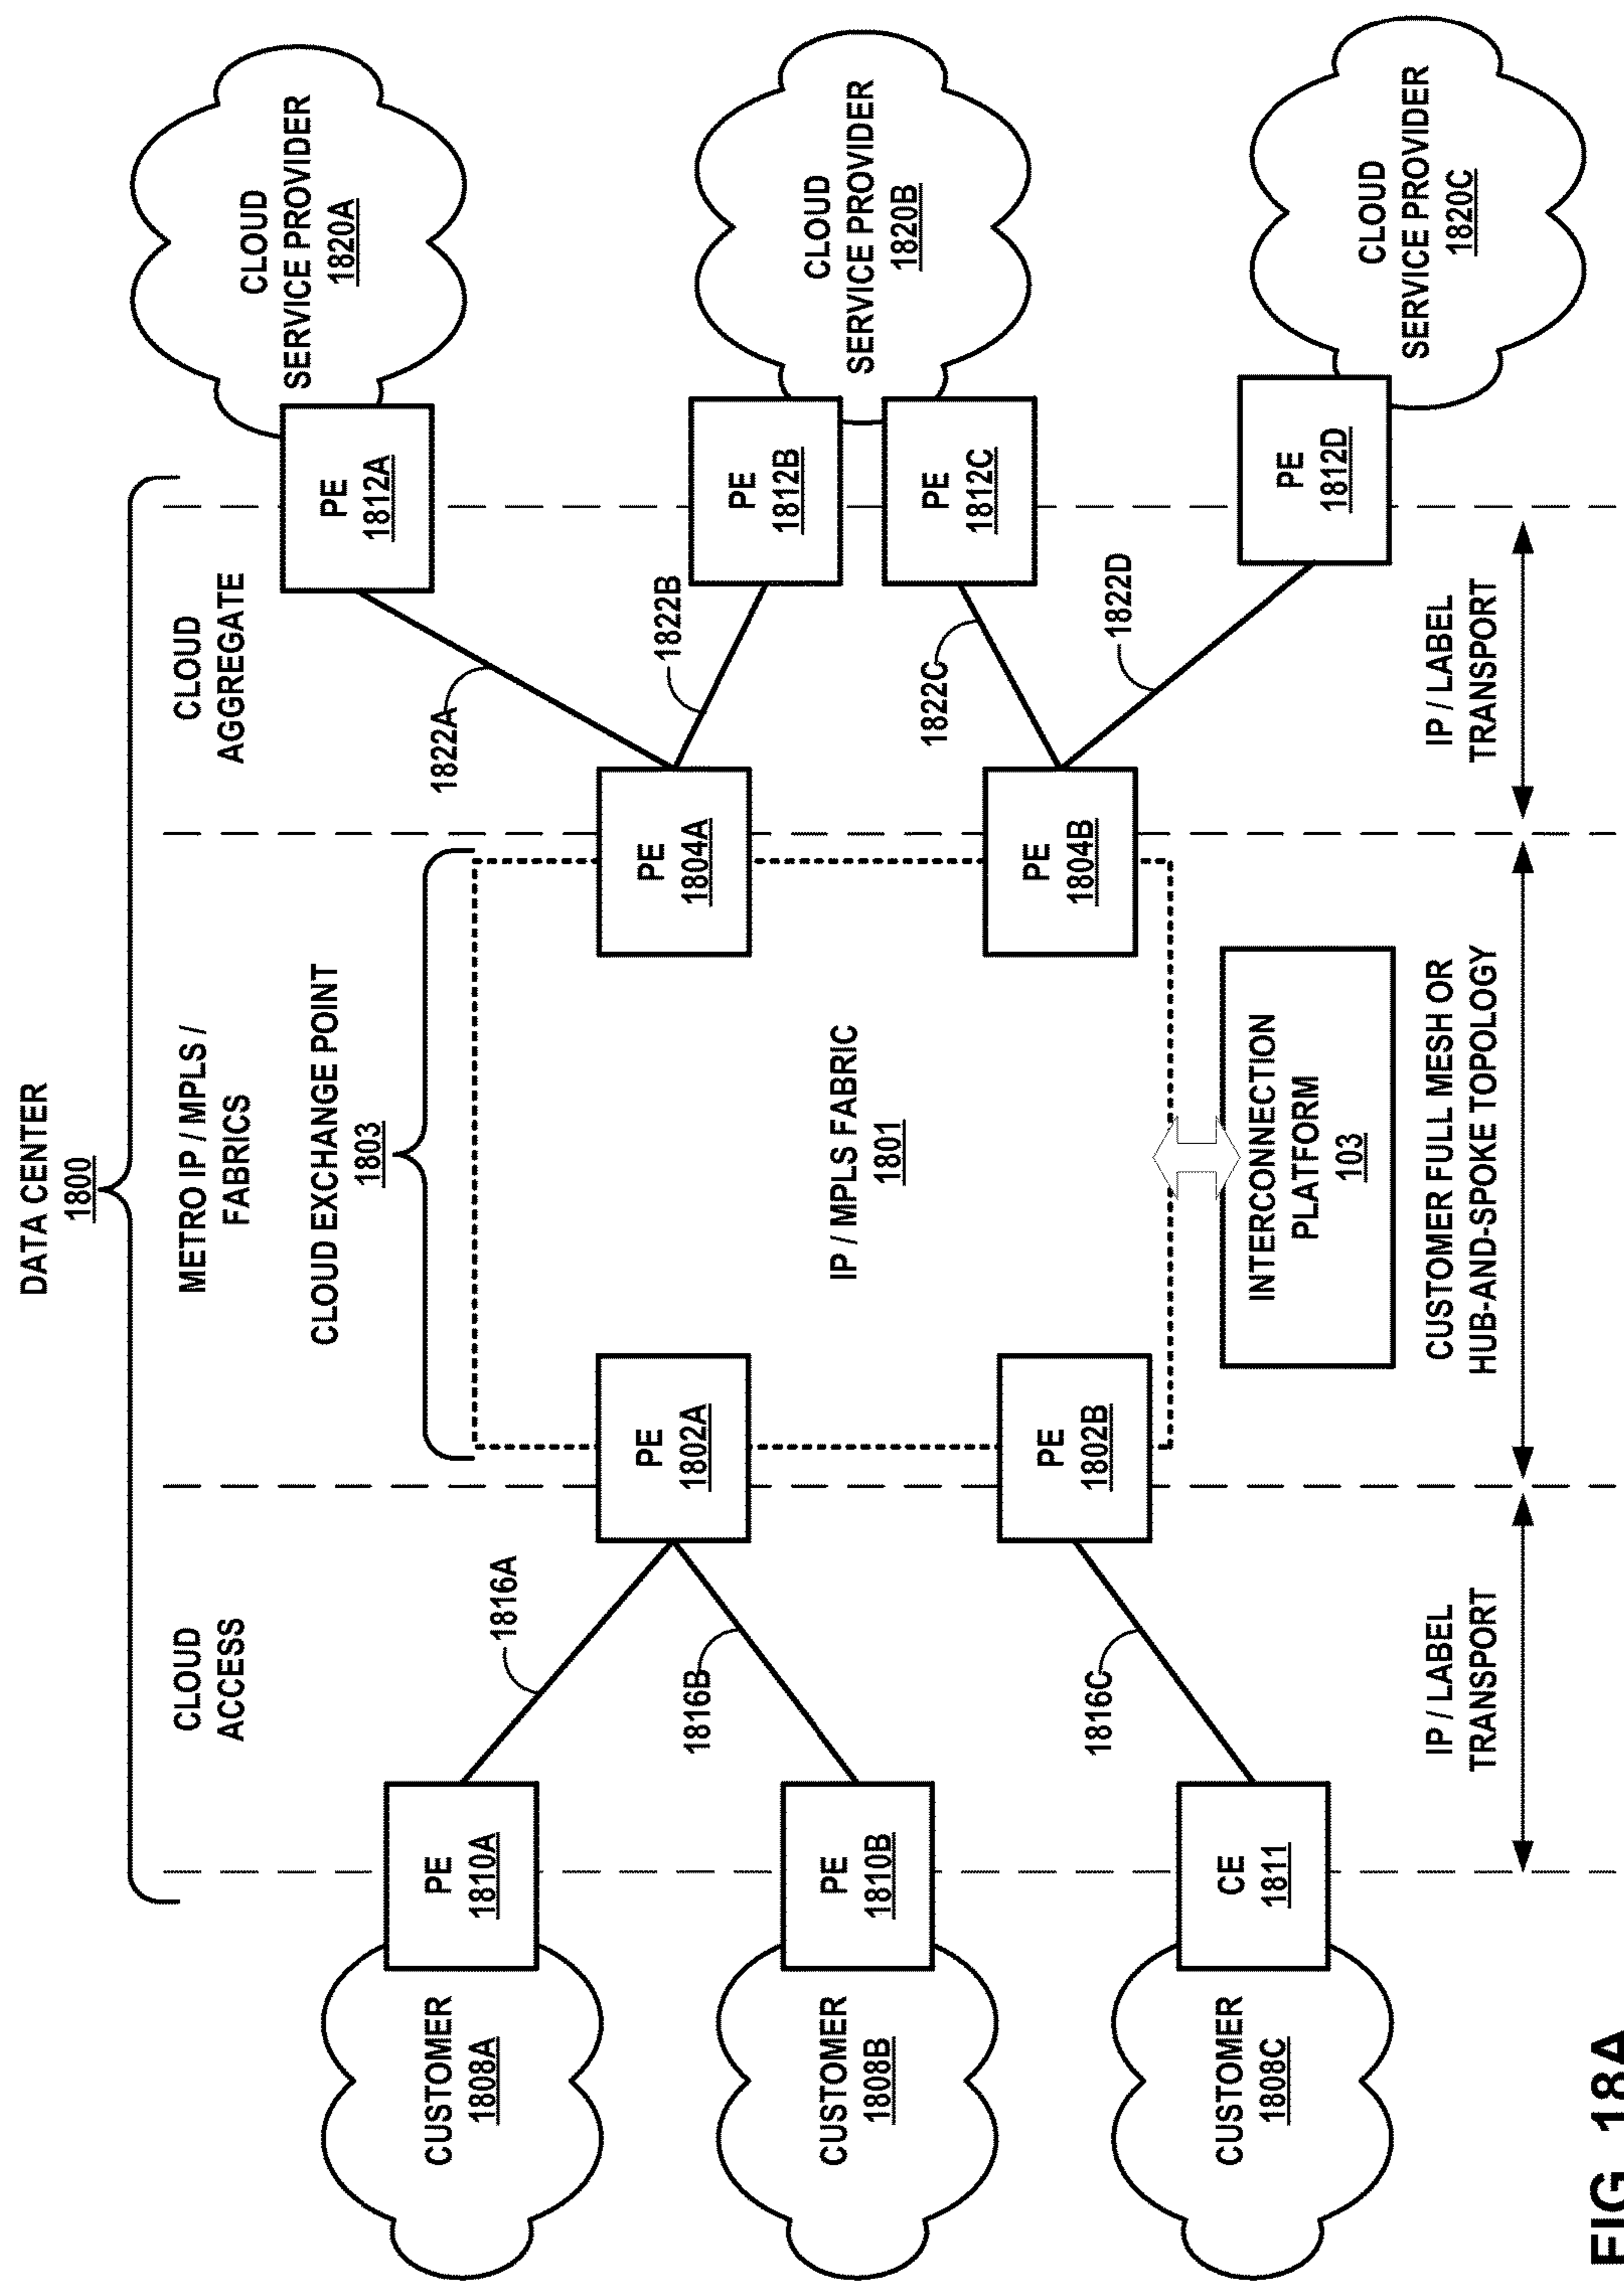 DATA CENTER
1800
CLOUD
ACCESS
METRO IP / MPLS /
FABRICS
CLOUD
AGGREGATE
CLOUD EXCHANGE POINT
1803
CUSTOMER
1808A
PE
1810A
1816A
PE
1802A
PE
1804A
1822A
PE
1812A
CLOUD
SERVICE PROVIDER
1820A
CUSTOMER
1808B
PE
1810B
1816B
IP / MPLS FABRIC
1801
1822B
PE
1812B
CLOUD
SERVICE PROVIDER
1820B
1822C
PE
1812C
CUSTOMER
1808C
CE
1811
1816C
PE
1802B
PE
1804B
1822D
PE
1812D
CLOUD
SERVICE PROVIDER
1820C
INTERCONNECTION
PLATFORM
103
IP / LABEL
TRANSPORT
CUSTOMER FULL MESH OR
HUB-AND-SPOKE TOPOLOGY
IP / LABEL
TRANSPORT
FIG. 18A